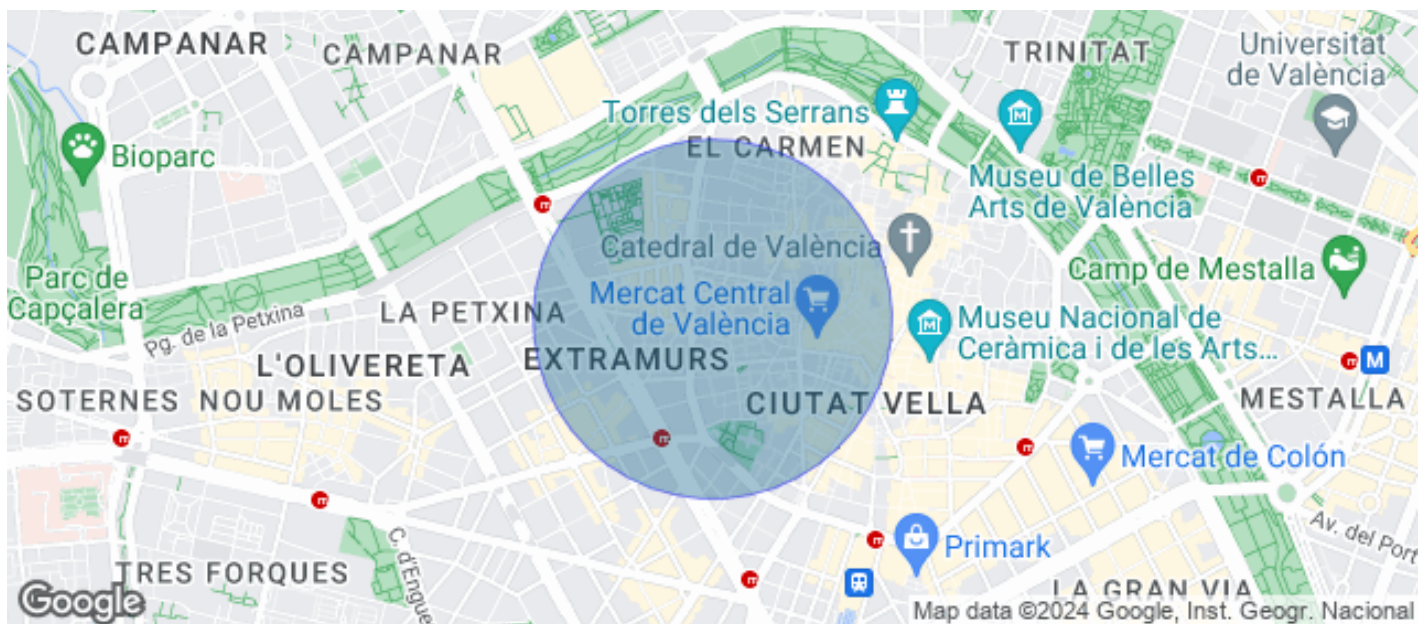 CAMPANAR
CAMPANAR
TRINITAT
Universitat
de València
Torres dels Serrans
EL CARMEN
Bioparc
Museu de Belles
Arts de València
Catedral de València
Camp de Mestalla
Parc de
Capçalera
Mercat Central
de València
LA PETXINA
Pg. de la Petxina
Museu Nacional de
Ceràmica i de les Arts...
EXTRAMURS
L'OLIVERETA
M
SOTERNES
NOU MOLES
CIUTAT VELLA
MESTALLA
Mercat de Colón
Av. del Port
C. d'Engue
Primark
TRES FORQUES
LA GRAN VIA
Google
Map data ©2024 Google, Inst. Geogr. Nacional